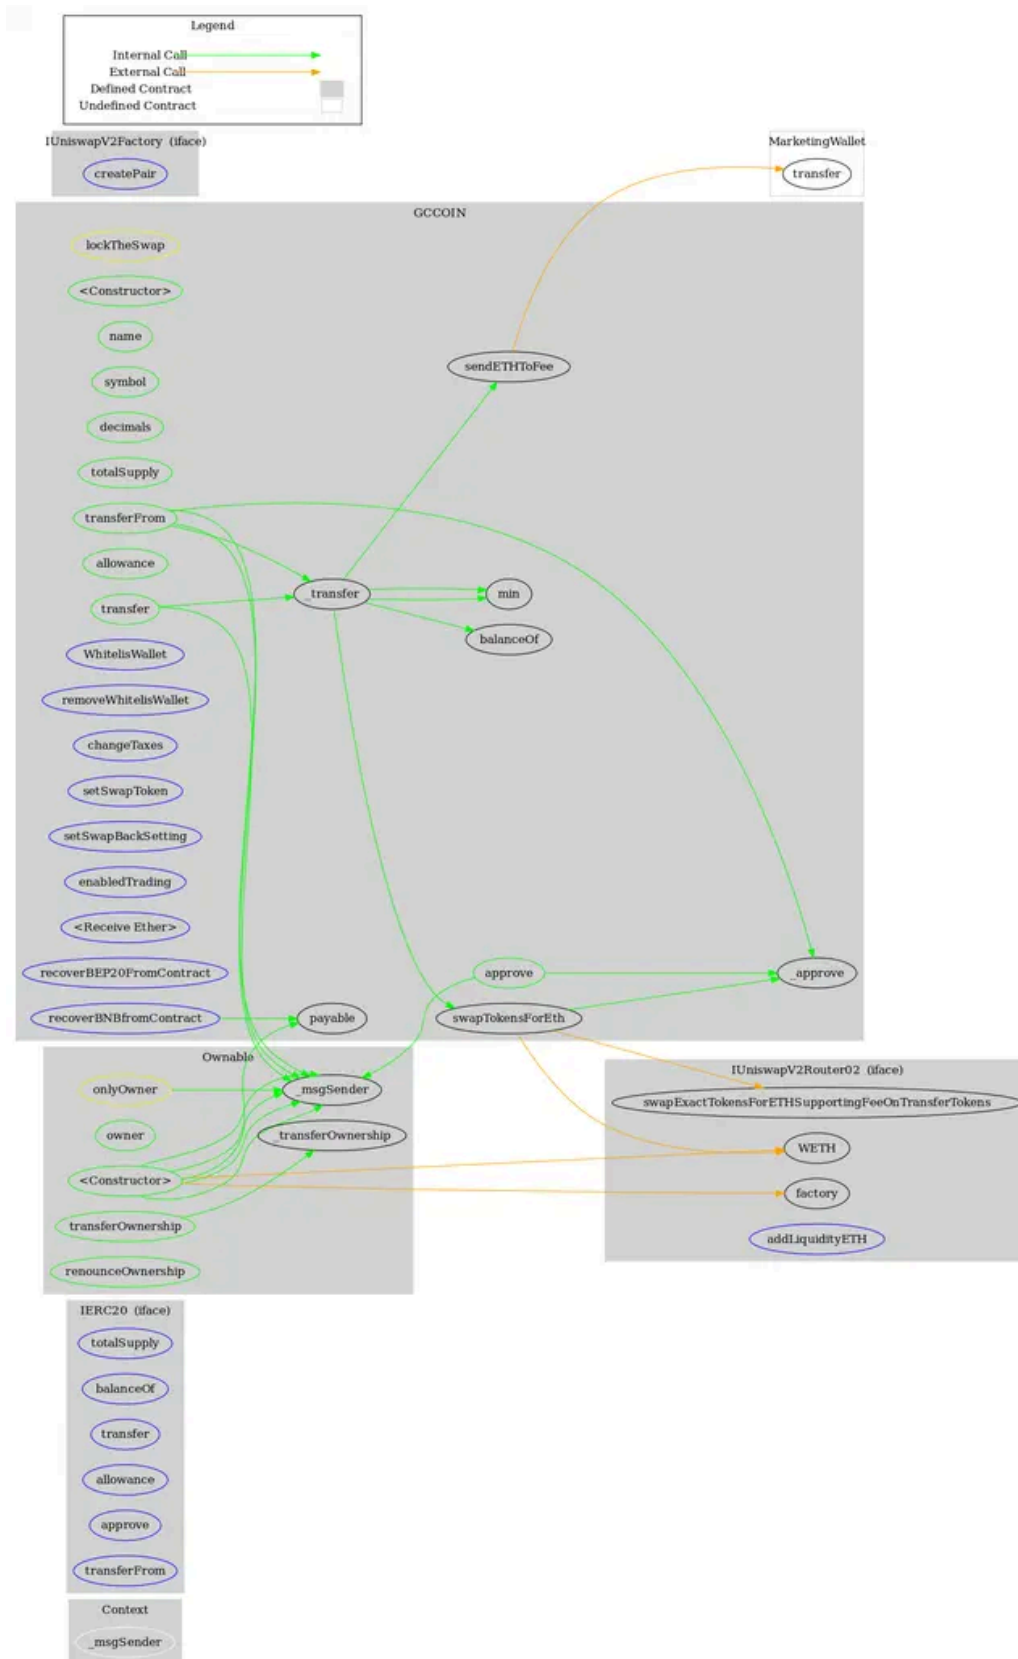 Legend
Internal Call
External Call
Defined Contract
Undefined Contract
IUniswapV2Factory (iface)
createPair
MarketingWallet
transfer
GCCOIN
lockTheSwap
<Constructor>
name
sendETHToFee
symbol
decimals
totalSupply
transferFrom
allowance
_transfer
min
transfer
balanceOf
WhitelisWallet
removeWhitelisWallet
changeTaxes
setSwapToken
setSwapBackSetting
enabledTrading
<Receive Ether>
recoverBEP20FromContract
approve
_approve
recoverBNBfromContract
payable
swapTokensForEth
Ownable
onlyOwner
_msgSender
owner
_transferOwnership
<Constructor>
transferOwnership
renounceOwnership
IUniswapV2Router02 (iface)
swapExactTokensForETHSupportingFeeOnTransferTokens
WETH
factory
addLiquidityETH
IERC20 (iface)
totalSupply
balanceOf
transfer
allowance
approve
transferFrom
Context
_msgSender